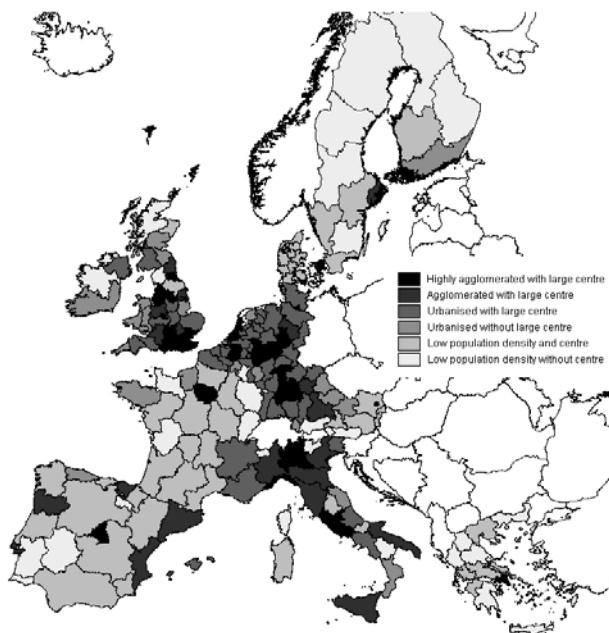 Highly agglomerated with large centre
Agglomerated with large centre
Urbanised with large centre
Urbanised without large centre
Low population density and centre
Low population density without centre